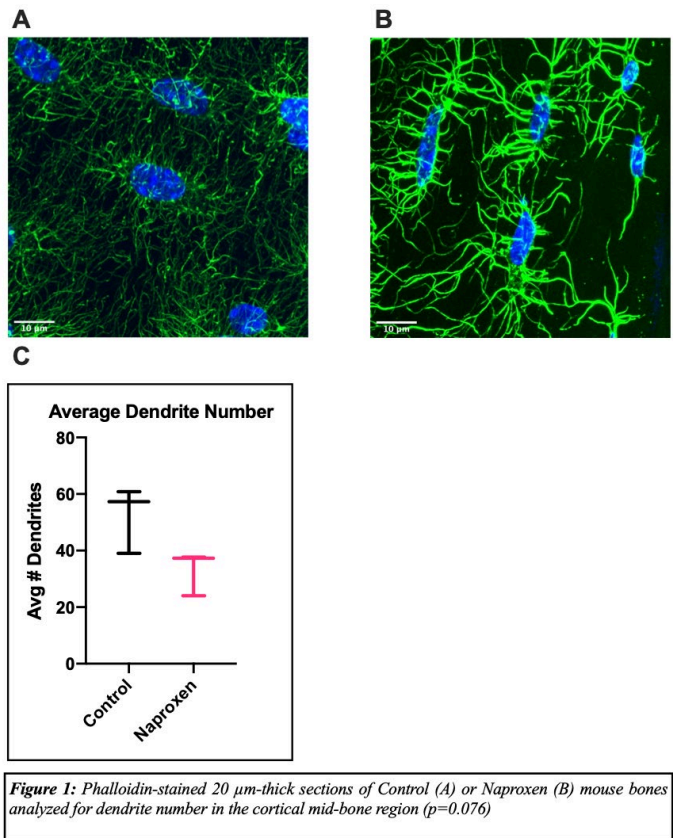 A
B
10 µm
10 µm
C
Average Dendrite Number
Avg # Dendrites
80
60
40
20
0
Control
Naproxen
Figure 1: Phalloidin-stained 20 µm-thick sections of Control (A) or Naproxen (B) mouse bones
analyzed for dendrite number in the cortical mid-bone region (p=0.076)